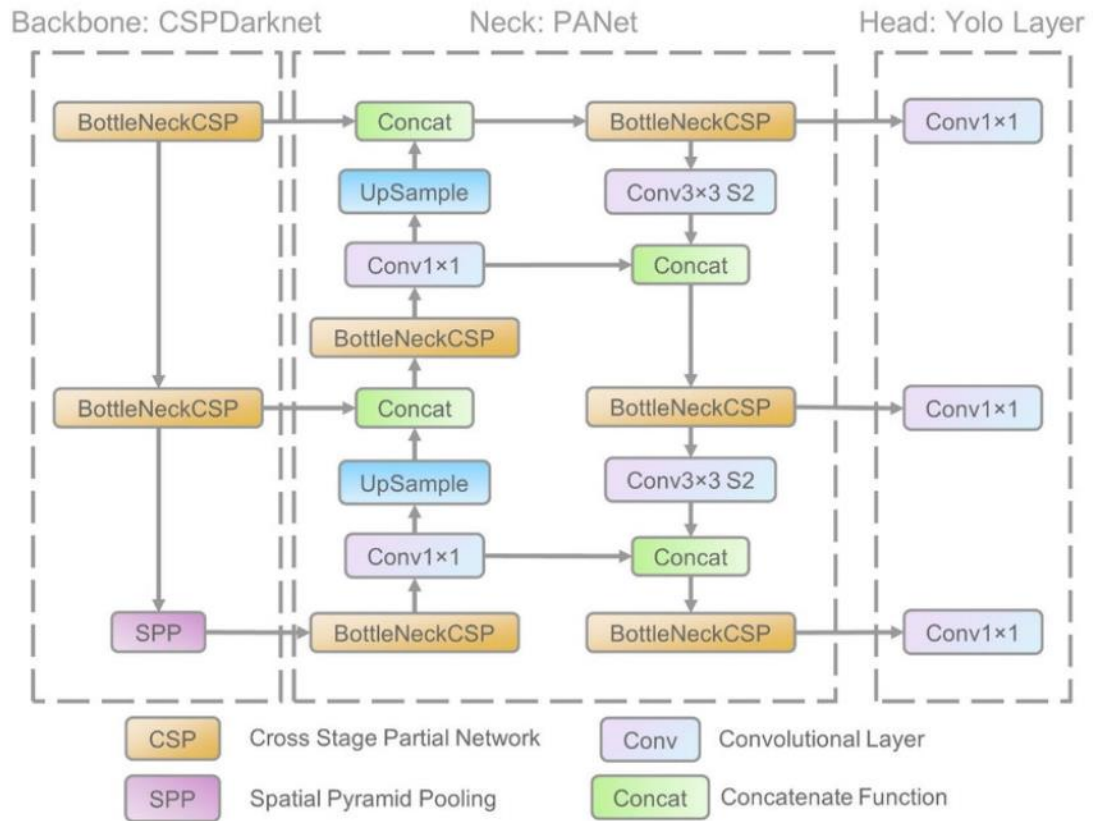 Backbone: CSPDarknet
Neck: PANet
Head: Yolo Layer
BottleNeckCSP
Concat
BottleNeckCSP
Conv1×1
UpSample
Conv3×3 S2
Conv1×1
Concat
BottleNeckCSP
BottleNeckCSP
Concat
BottleNeckCSP
Conv1×1
UpSample
Conv3×3 S2
Conv1×1
Concat
SPP
BottleNeckCSP
BottleNeckCSP
Conv1×1
CSP
Cross Stage Partial Network
Conv
Convolutional Layer
SPP
Spatial Pyramid Pooling
Concat
Concatenate Function